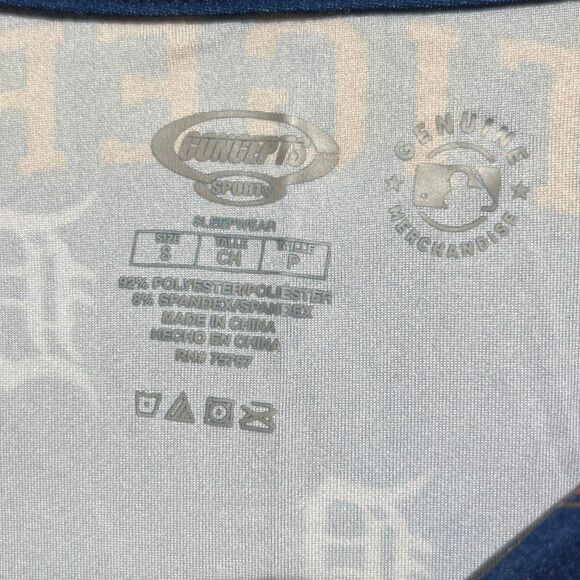 TIGER
CONCEPTS
SPORT®
GENUINE
MERCHANDISE
SLEEPWEAR
SIZE TALLE TAILLE
S CH P
92% POLYESTER/POLIESTER
8% SPANDEX/SPANDEX
MADE IN CHINA
HECHO EN CHINA
RN# 75767
D
D